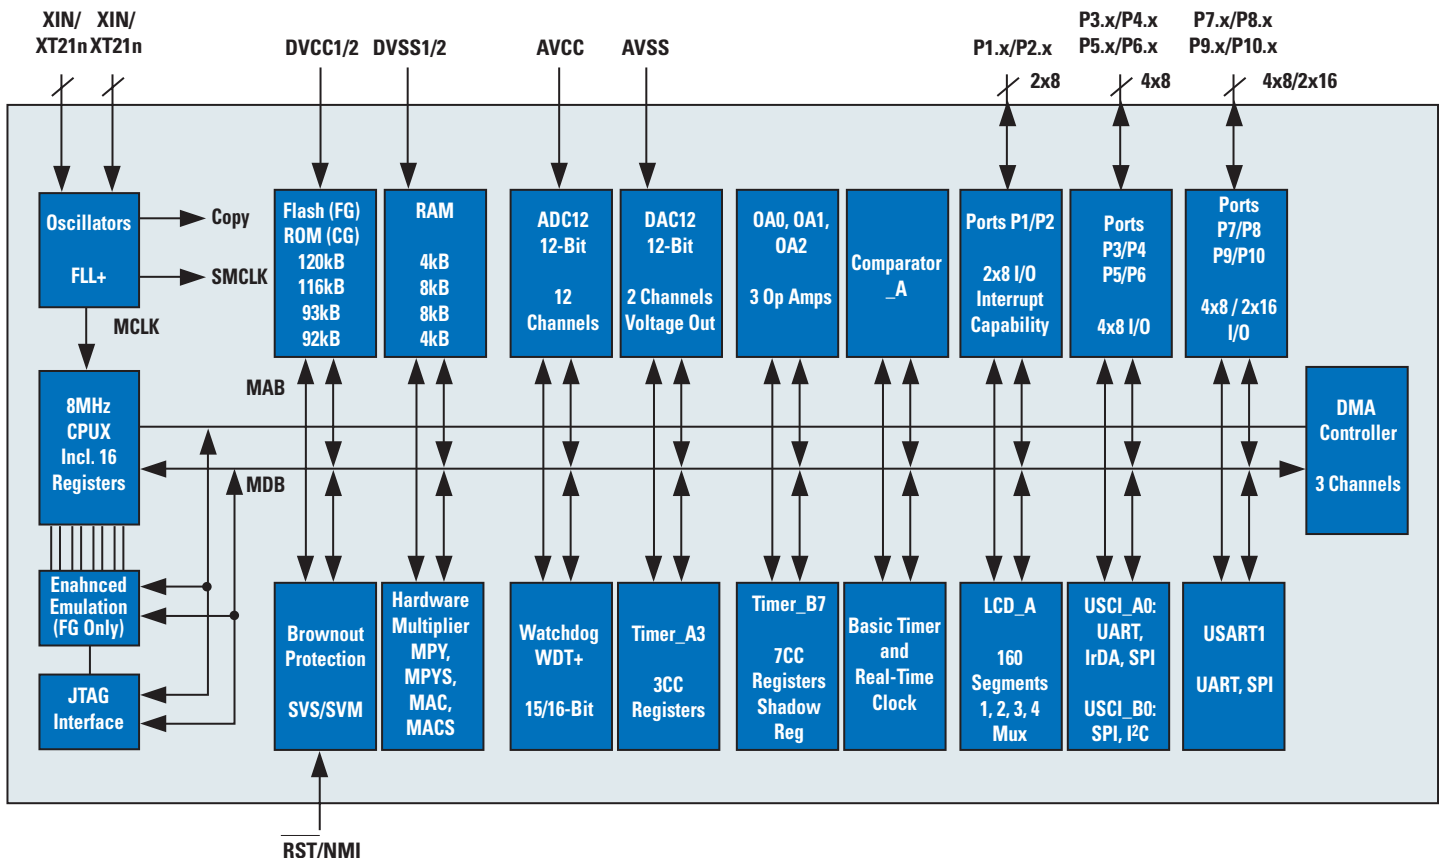 XIN/
XT21n
XIN/
XT21n
DVCC1/2
DVSS1/2
AVCC
AVSS
P1.x/P2.x
2x8
P3.x/P4.x
P5.x/P6.x
4x8
P7.x/P8.x
P9.x/P10.x
4x8/2x16
Oscillators
FLL+
Copy
SMCLK
MCLK
Flash (FG)
ROM (CG)
120kB
116kB
93kB
92kB
RAM
4kB
8kB
8kB
4kB
ADC12
12-Bit
12
Channels
DAC12
12-Bit
2 Channels
Voltage Out
OA0, OA1,
OA2
3 Op Amps
Comparator
_A
Ports P1/P2
2x8 I/O
Interrupt
Capability
Ports
P3/P4
P5/P6
4x8 I/O
Ports
P7/P8
P9/P10
4x8 / 2x16
I/O
8MHz
CPUX
Incl. 16
Registers
MAB
MDB
DMA
Controller
3 Channels
Enahnced
Emulation
(FG Only)
JTAG
Interface
Brownout
Protection
SVS/SVM
Hardware
Multiplier
MPY,
MPYS,
MAC,
MACS
Watchdog
WDT+
15/16-Bit
Timer_A3
3CC
Registers
Timer_B7
7CC
Registers
Shadow
Reg
Basic Timer
and
Real-Time
Clock
LCD_A
160
Segments
1, 2, 3, 4
Mux
USCI_A0:
UART,
IrDA, SPI
USCI_B0:
SPI, I²C
USART1
UART, SPI
RST/NMI